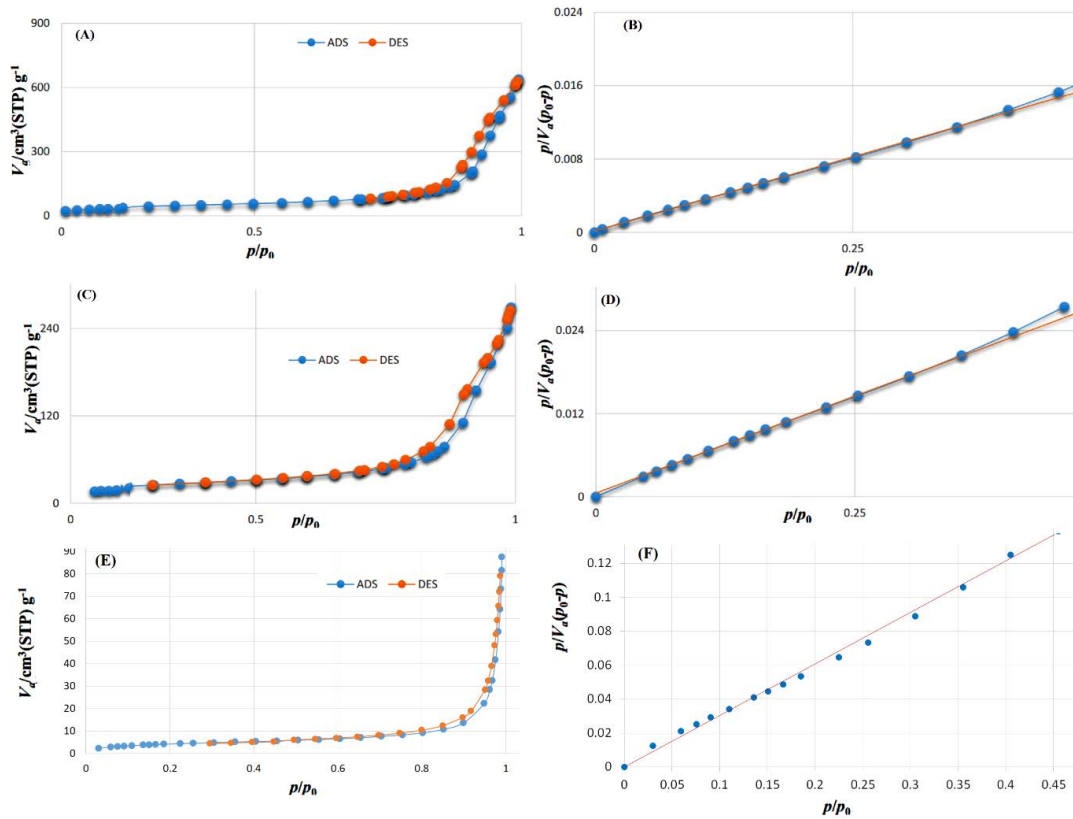 (A)
ADS DES
Va/cm³(STP) g⁻¹
900
600
300
0
0 0.5 1
p/p₀
(B)
p/Va(p₀-p)
0.024
0.016
0.008
0
0 0.25
p/p₀
(C)
ADS DES
Va/cm³(STP) g⁻¹
240
120
0
0 0.5 1
p/p₀
(D)
p/Va(p₀-p)
0.024
0.012
0
0 0.25
p/p₀
(E)
ADS DES
Va/cm³(STP) g⁻¹
90
80
70
60
50
40
30
20
10
0
0 0.2 0.4 0.6 0.8 1
p/p₀
(F)
p/Va(p₀-p)
0.12
0.1
0.08
0.06
0.04
0.02
0
0 0.05 0.1 0.15 0.2 0.25 0.3 0.35 0.4 0.45
p/p₀